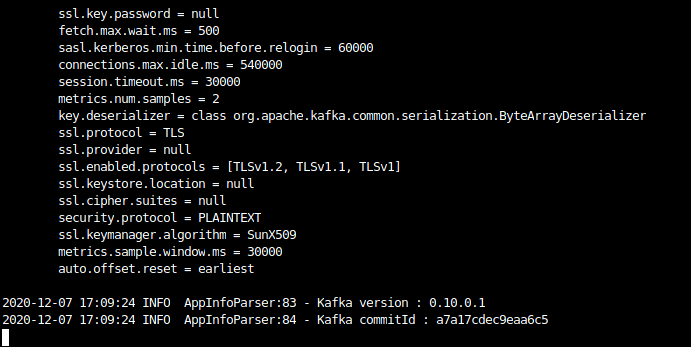 ssl.key.password = null
fetch.max.wait.ms = 500
sasl.kerberos.min.time.before.relogin = 60000
connections.max.idle.ms = 540000
session.timeout.ms = 30000
metrics.num.samples = 2
key.deserializer = class org.apache.kafka.common.serialization.ByteArrayDeserializer
ssl.protocol = TLS
ssl.provider = null
ssl.enabled.protocols = [TLSv1.2, TLSv1.1, TLSv1]
ssl.keystore.location = null
ssl.cipher.suites = null
security.protocol = PLAINTEXT
ssl.keymanager.algorithm = SunX509
metrics.sample.window.ms = 30000
auto.offset.reset = earliest
2020-12-07 17:09:24 INFO  AppInfoParser:83 - Kafka version : 0.10.0.1
2020-12-07 17:09:24 INFO  AppInfoParser:84 - Kafka commitId : a7a17cdec9eaa6c5